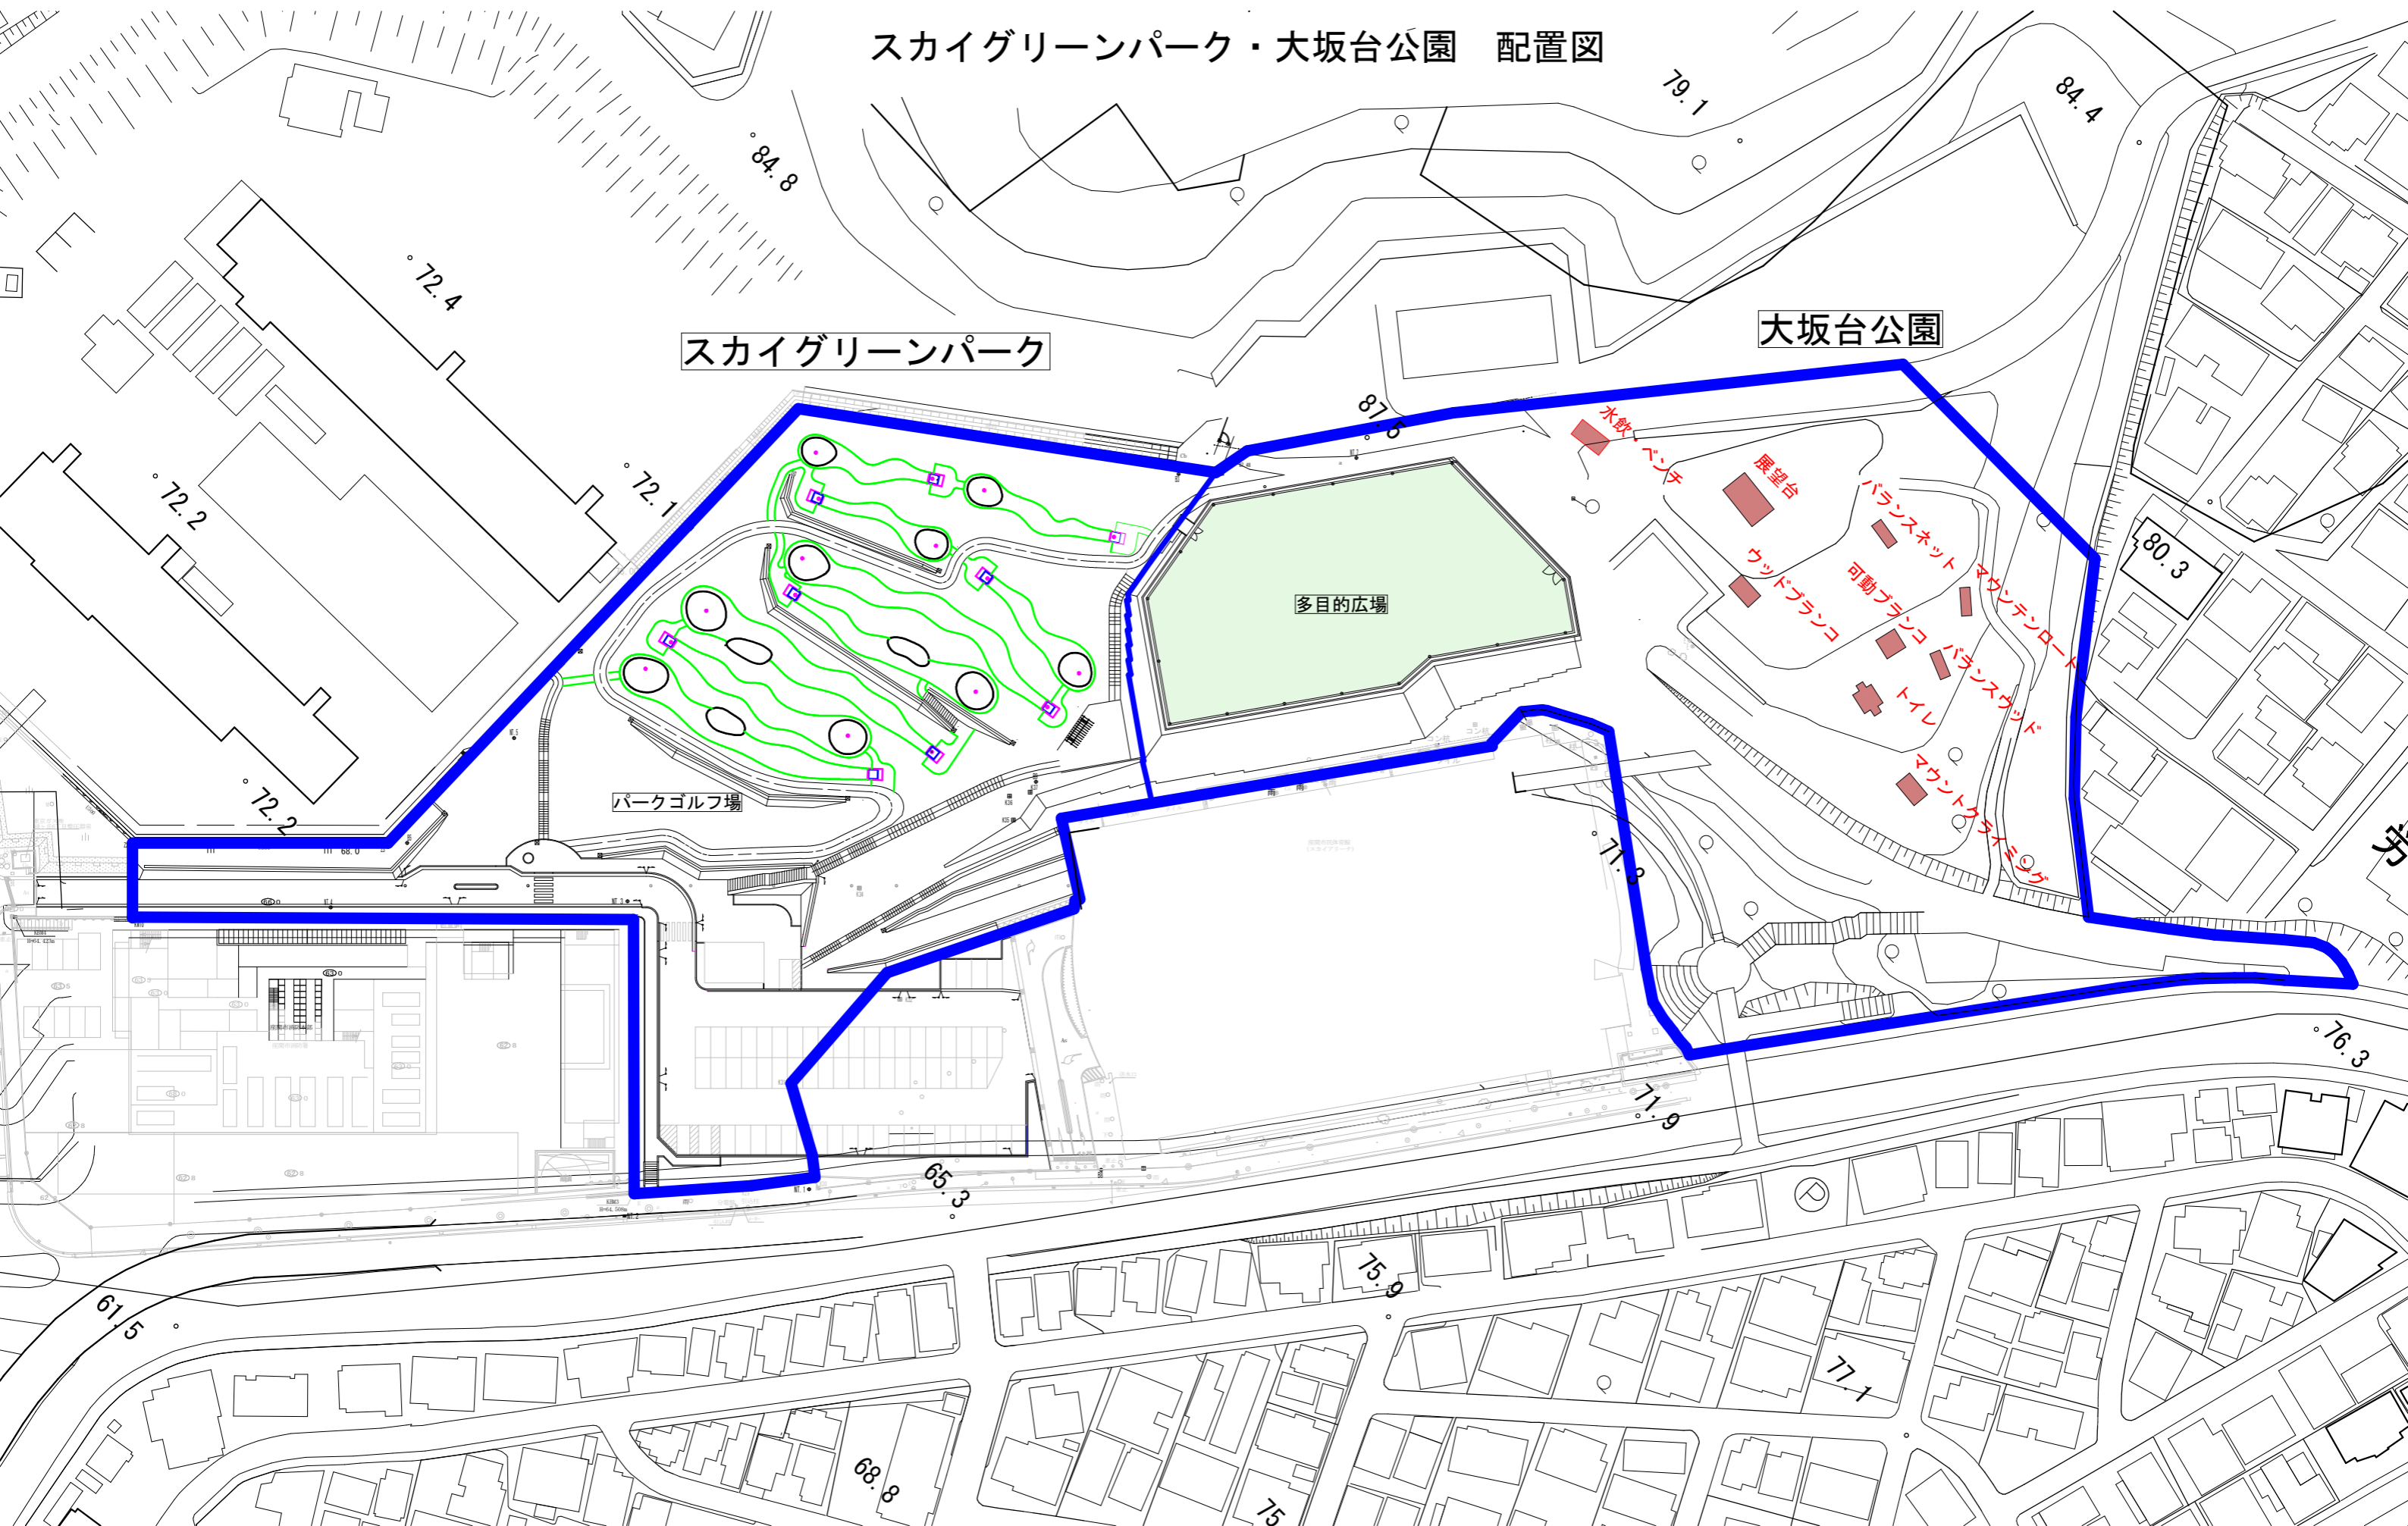 スカイグリーンパーク・大坂台公園　配置図
79.1
84.4
84.8
72.4
大坂台公園
スカイグリーンパーク
87.5
水飲・ベンチ
展望台
バランスネット
72.1
72.2
80.3
ウッドブランコ
可動ブランコ
マウンテンロード
多目的広場
バランスウッド
トイレ
マウントクライミング
パークゴルフ場
72.2
68.0
71.3
労
76.3
71.9
65.3
P
75.9
61.5
77.1
68.8
75